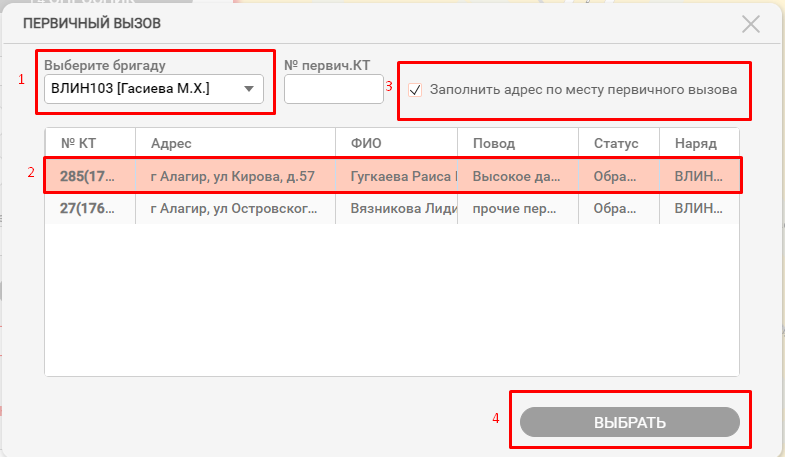 ПЕРВИЧНЫЙ ВЫЗОВ
1
Выберите бригаду
ВЛИН103 [Гасиева М.Х.]
№ первич.КТ
3
Заполнить адрес по месту первичного вызова
№ КТ Адрес ФИО Повод Статус Наряд
2
285(17... г Алагир, ул Кирова, д.57 Гугкаева Раиса Высокое да... Обра... ВЛИН...
27(176... г Алагир, ул Островског... Вязникова Лиди прочие пер... Обра... ВЛИН...
4
ВЫБРАТЬ